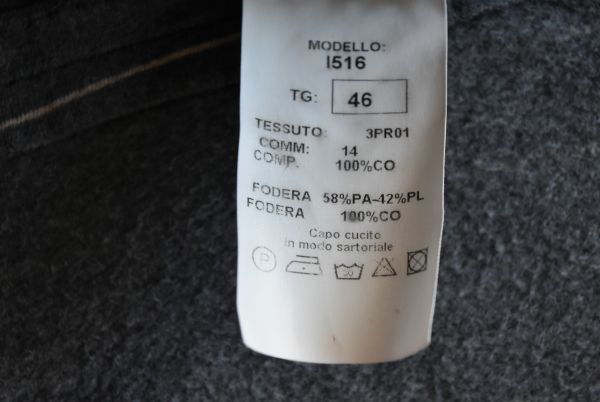 MODELLO:
I516
TG: 46
TESSUTO: 3PR01
COMM: 14
COMP. 100%CO
FODERA 58%PA-42%PL
FODERA 100%CO
Capo cucito
in modo sartoriale
P 30